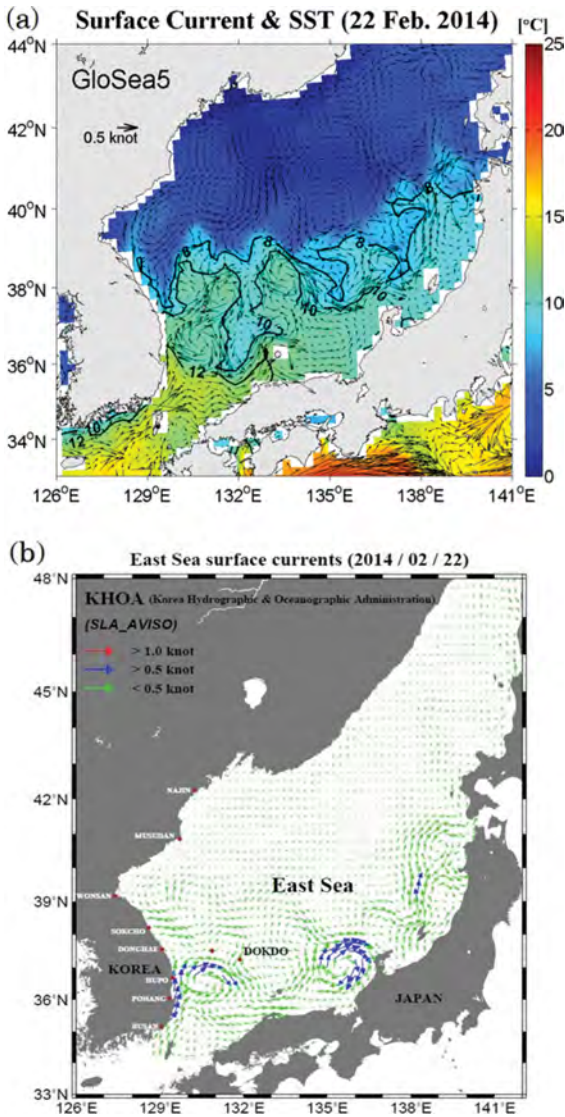 (a) Surface Current & SST (22 Feb. 2014) [°C]
GloSea5
0.5 knot
44°N
42°N
40°N
38°N
36°N
34°N
126°E 129°E 132°E 135°E 138°E 141°E
25
20
15
10
5
0
8
8
8
10
10
12
10
12
(b)
East Sea surface currents (2014 / 02 / 22)
48°N
45°N
42°N
39°N
36°N
33°N
KHOA (Korea Hydrographic & Oceanographic Administration)
(SLA_AVISO)
> 1.0 knot
> 0.5 knot
< 0.5 knot
NAJIN
MUSUDAN
East Sea
WONSAN
SOKCHO
DONGHAE
DOKDO
KOREA
HUPO
POHANG
JAPAN
BUSAN
126°E 129°E 132°E 135°E 138°E 141°E